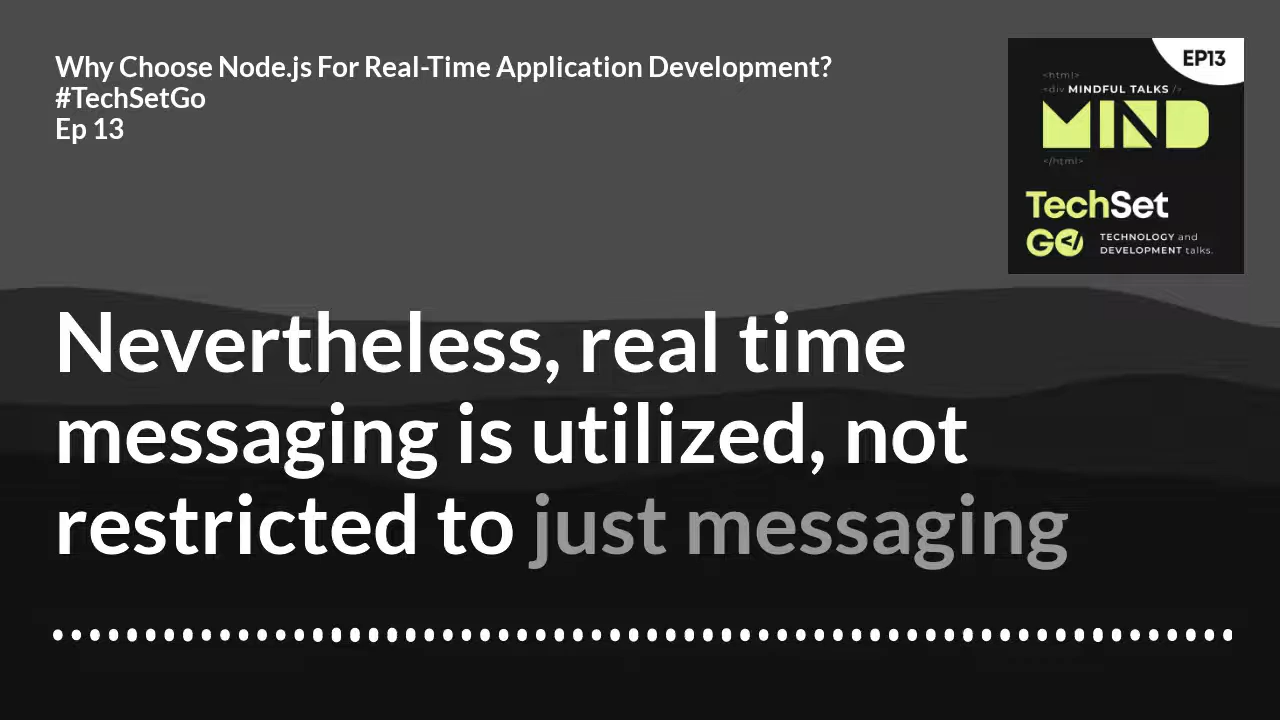 Why Choose Node.js For Real-Time Application Development?
#TechSetGo
Ep 13
EP13
<html>
<div MINDFUL TALKS />
MIND
</html>
TechSet
GO </>
TECHNOLOGY and
DEVELOPMENT talks.
Nevertheless, real time
messaging is utilized, not
restricted to just messaging